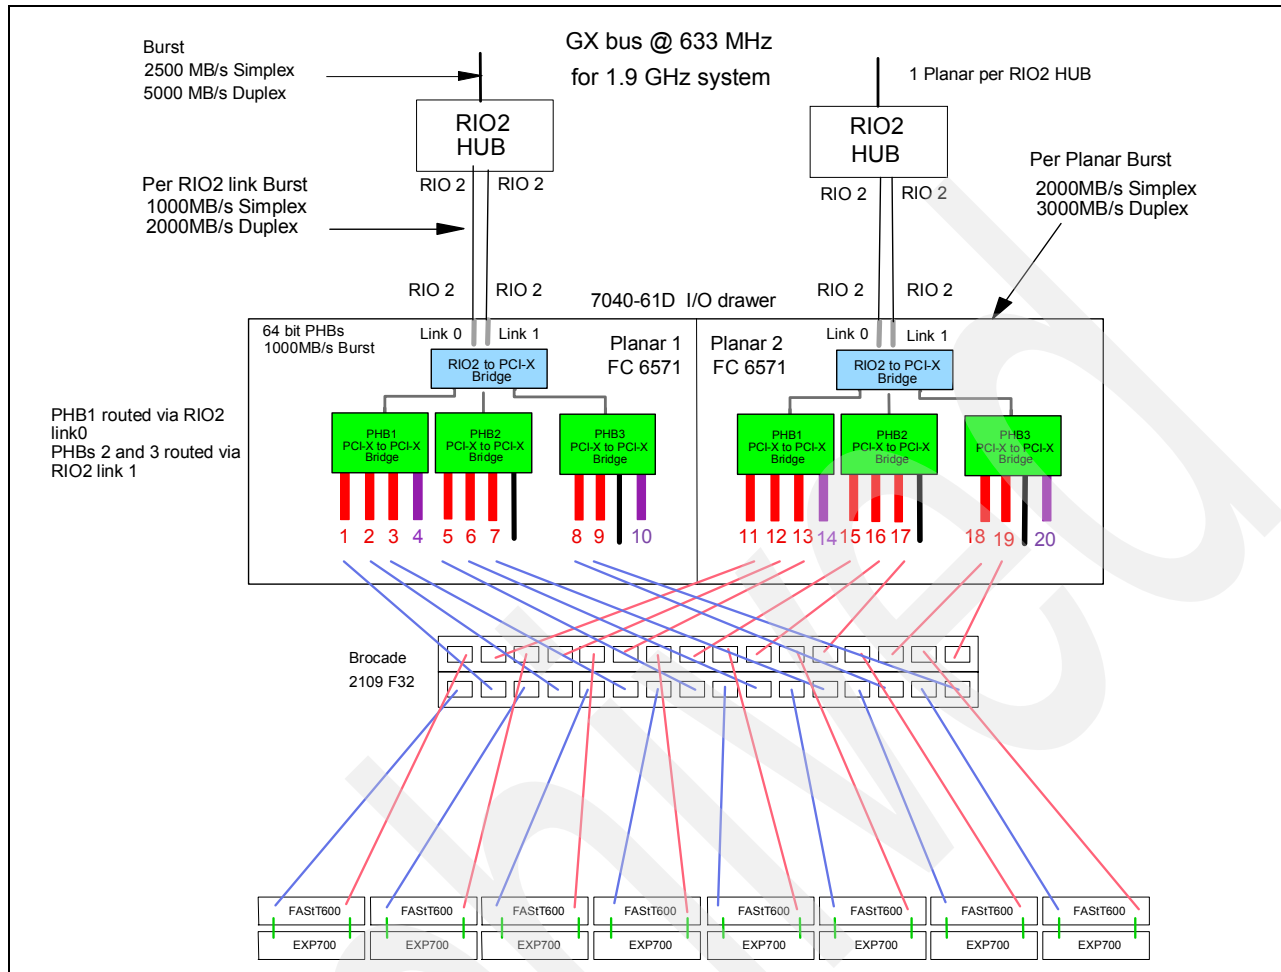 GX bus @ 633 MHz
for 1.9 GHz system
Burst
2500 MB/s Simplex
5000 MB/s Duplex
1 Planar per RIO2 HUB
RIO2
HUB
RIO2
HUB
Per Planar Burst
2000MB/s Simplex
3000MB/s Duplex
Per RIO2 link Burst
1000MB/s Simplex
2000MB/s Duplex
RIO 2
RIO 2
RIO 2
RIO 2
RIO 2
RIO 2
RIO 2
RIO 2
7040-61D I/O drawer
64 bit PHBs
1000MB/s Burst
Link 0
Link 1
Planar 1
FC 6571
Planar 2
FC 6571
Link 0
Link 1
RIO2 to PCI-X
Bridge
RIO2 to PCI-X
Bridge
PHB1 routed via RIO2
link0
PHBs 2 and 3 routed via
RIO2 link 1
PHB1
PCI-X to PCI-X
Bridge
PHB2
PCI-X to PCI-X
Bridge
PHB3
PCI-X to PCI-X
Bridge
PHB1
PCI-X to PCI-X
Bridge
PHB2
PCI-X to PCI-X
Bridge
PHB3
PCI-X to PCI-X
Bridge
1 2 3 4 5 6 7 8 9 10 11 12 13 14 15 16 17 18 19 20
Brocade
2109 F32
FAStT600
FAStT600
FAStT600
FAStT600
FAStT600
FAStT600
FAStT600
FAStT600
EXP700
EXP700
EXP700
EXP700
EXP700
EXP700
EXP700
EXP700